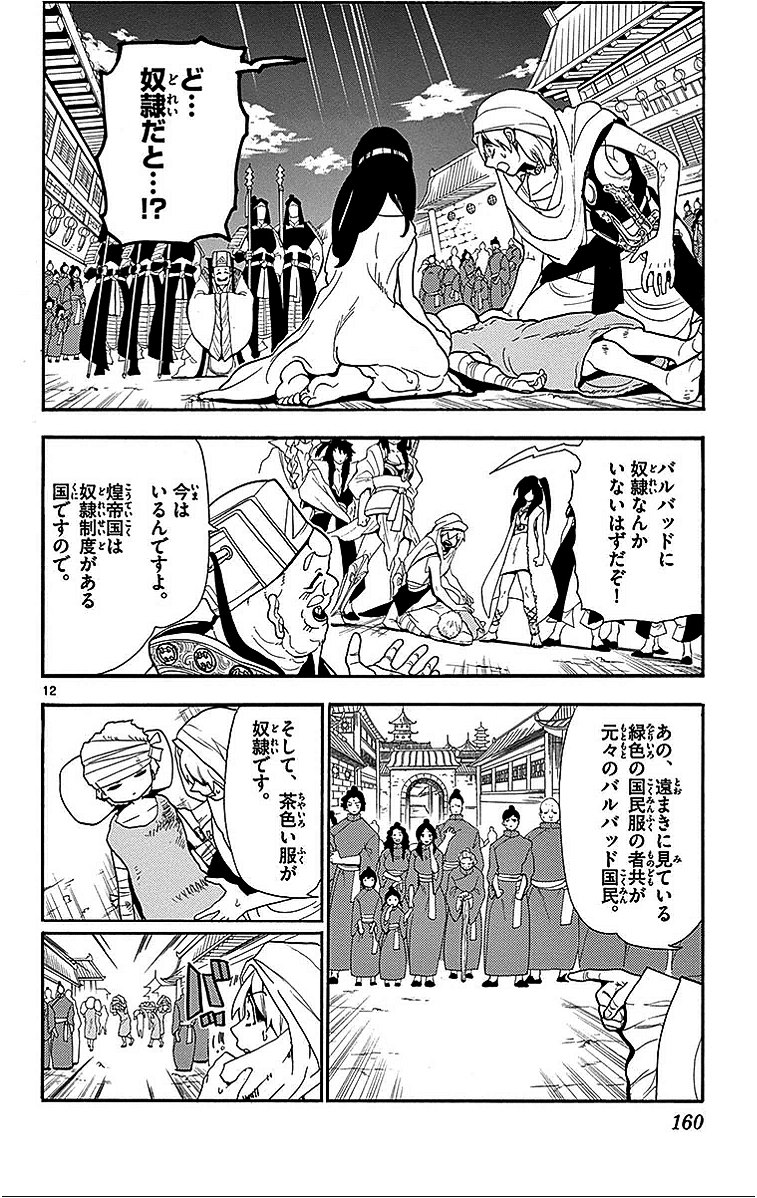 ど…
奴隷だと…!?
バルバッドに
奴隷なんか
いないはずだぞ！
今は
いるんですよ。
煌帝国は
奴隷制度がある
国ですので。
12
あの、遠まきに見ている
緑色の国民服の者共が
元々のバルバッド国民。
そして、茶色い服が
奴隷です。
バッ
160